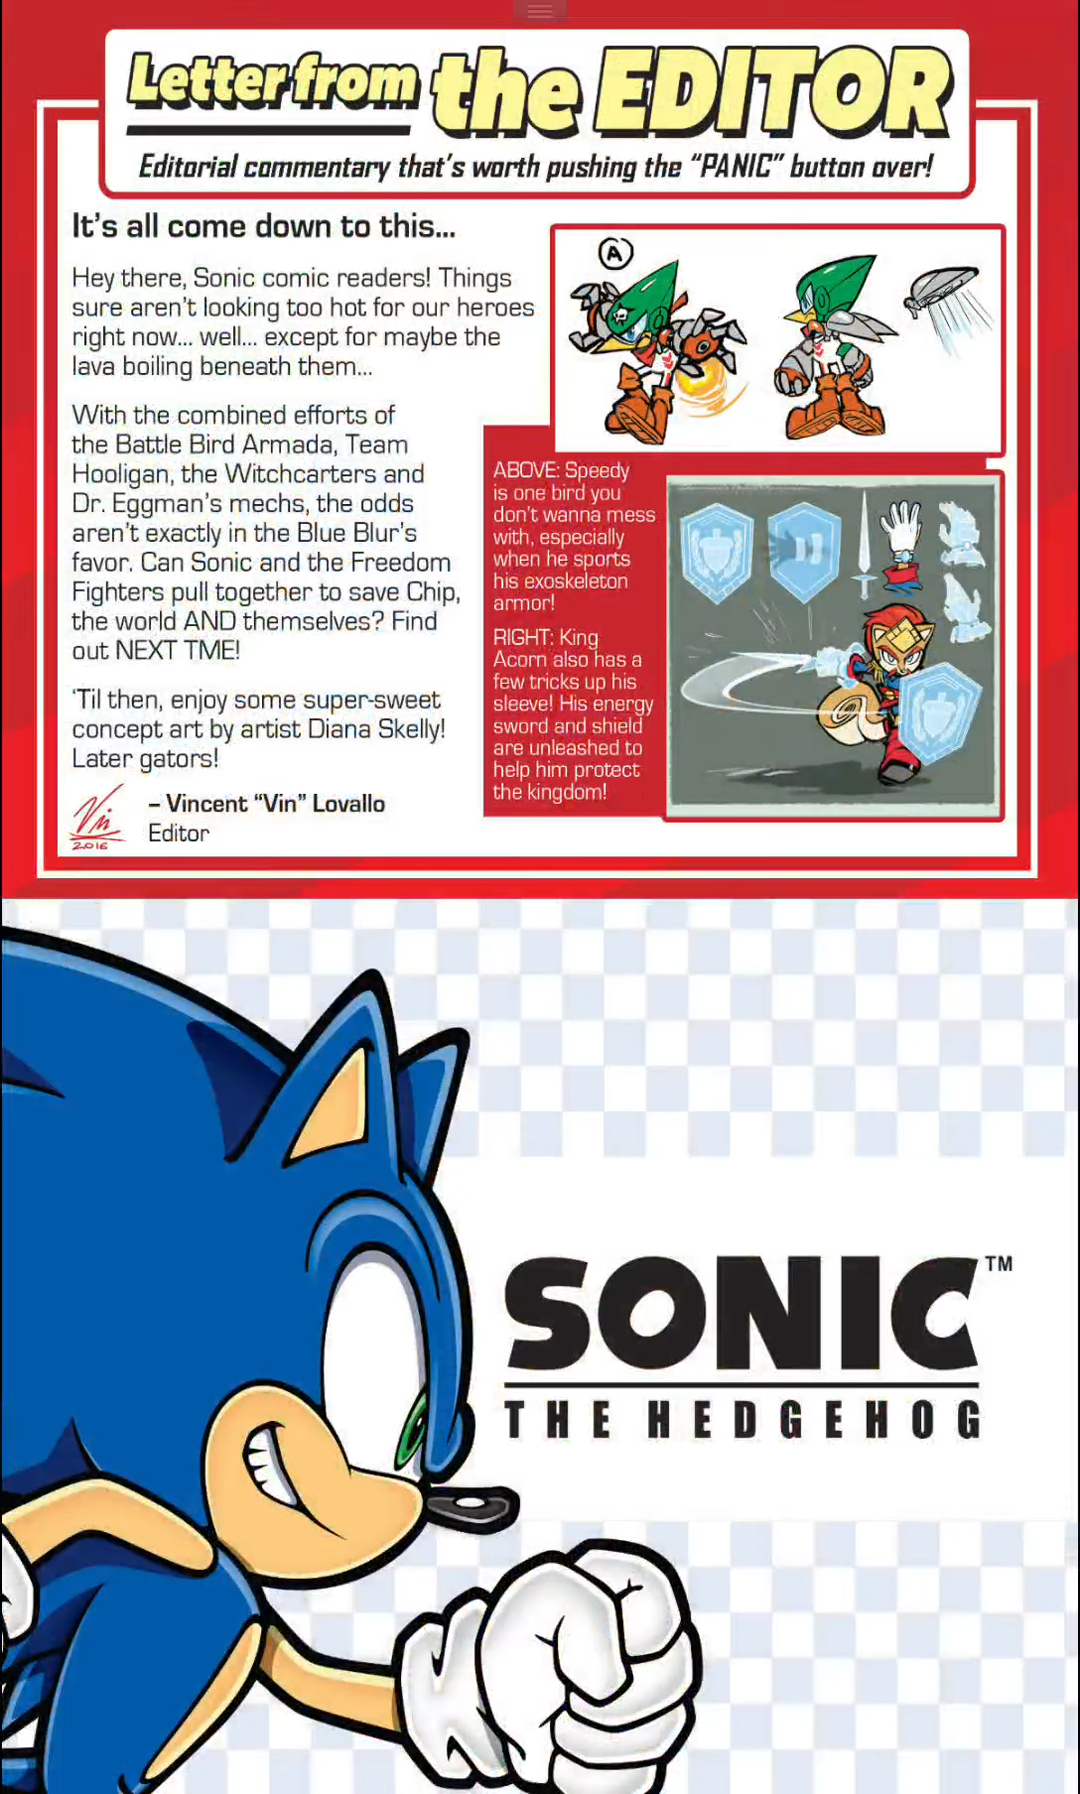 Letter from the EDITOR
Editorial commentary that's worth pushing the "PANIC" button over!
It's all come down to this...
Hey there, Sonic comic readers! Things
sure aren't looking too hot for our heroes
right now... well... except for maybe the
lava boiling beneath them...
With the combined efforts of
the Battle Bird Armada, Team
Hooligan, the Witchcarters and
Dr. Eggman's mechs, the odds
aren't exactly in the Blue Blur's
favor. Can Sonic and the Freedom
Fighters pull together to save Chip,
the world AND themselves? Find
out NEXT TME!
'Til then, enjoy some super-sweet
concept art by artist Diana Skelly!
Later gators!
Vin
2016
– Vincent "Vin" Lovallo
Editor
A
ABOVE: Speedy
is one bird you
don't wanna mess
with, especially
when he sports
his exoskeleton
armor!
RIGHT: King
Acorn also has a
few tricks up his
sleeve! His energy
sword and shield
are unleashed to
help him protect
the kingdom!
SONIC™
THE HEDGEHOG